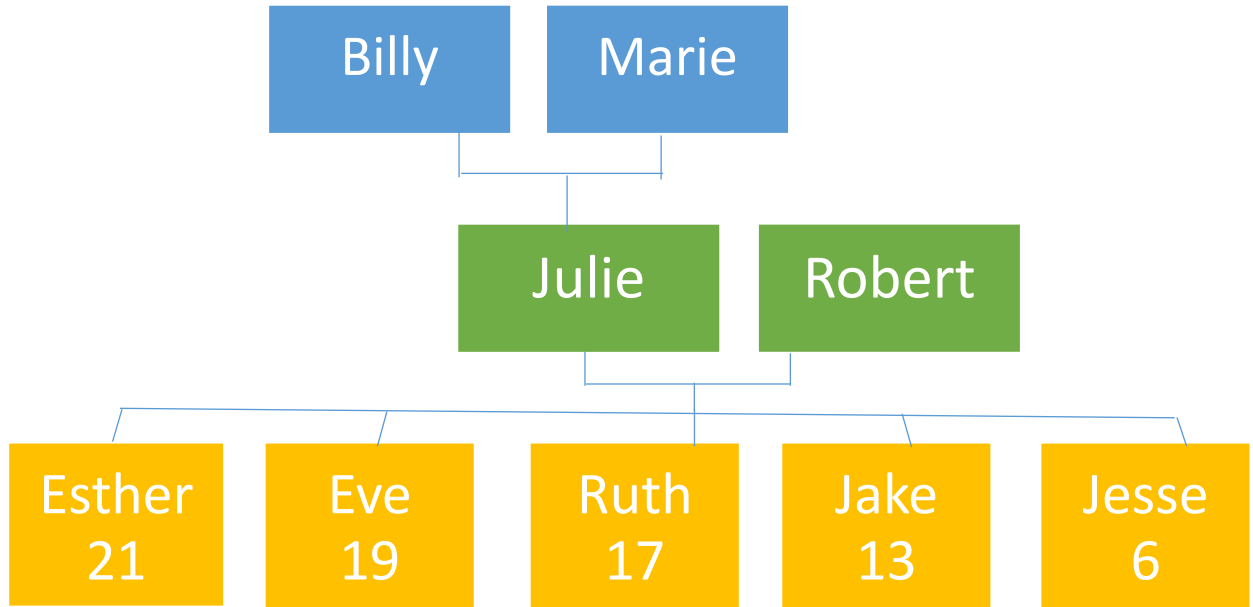 Billy
Marie
Julie
Robert
Esther
21
Eve
19
Ruth
17
Jake
13
Jesse
6